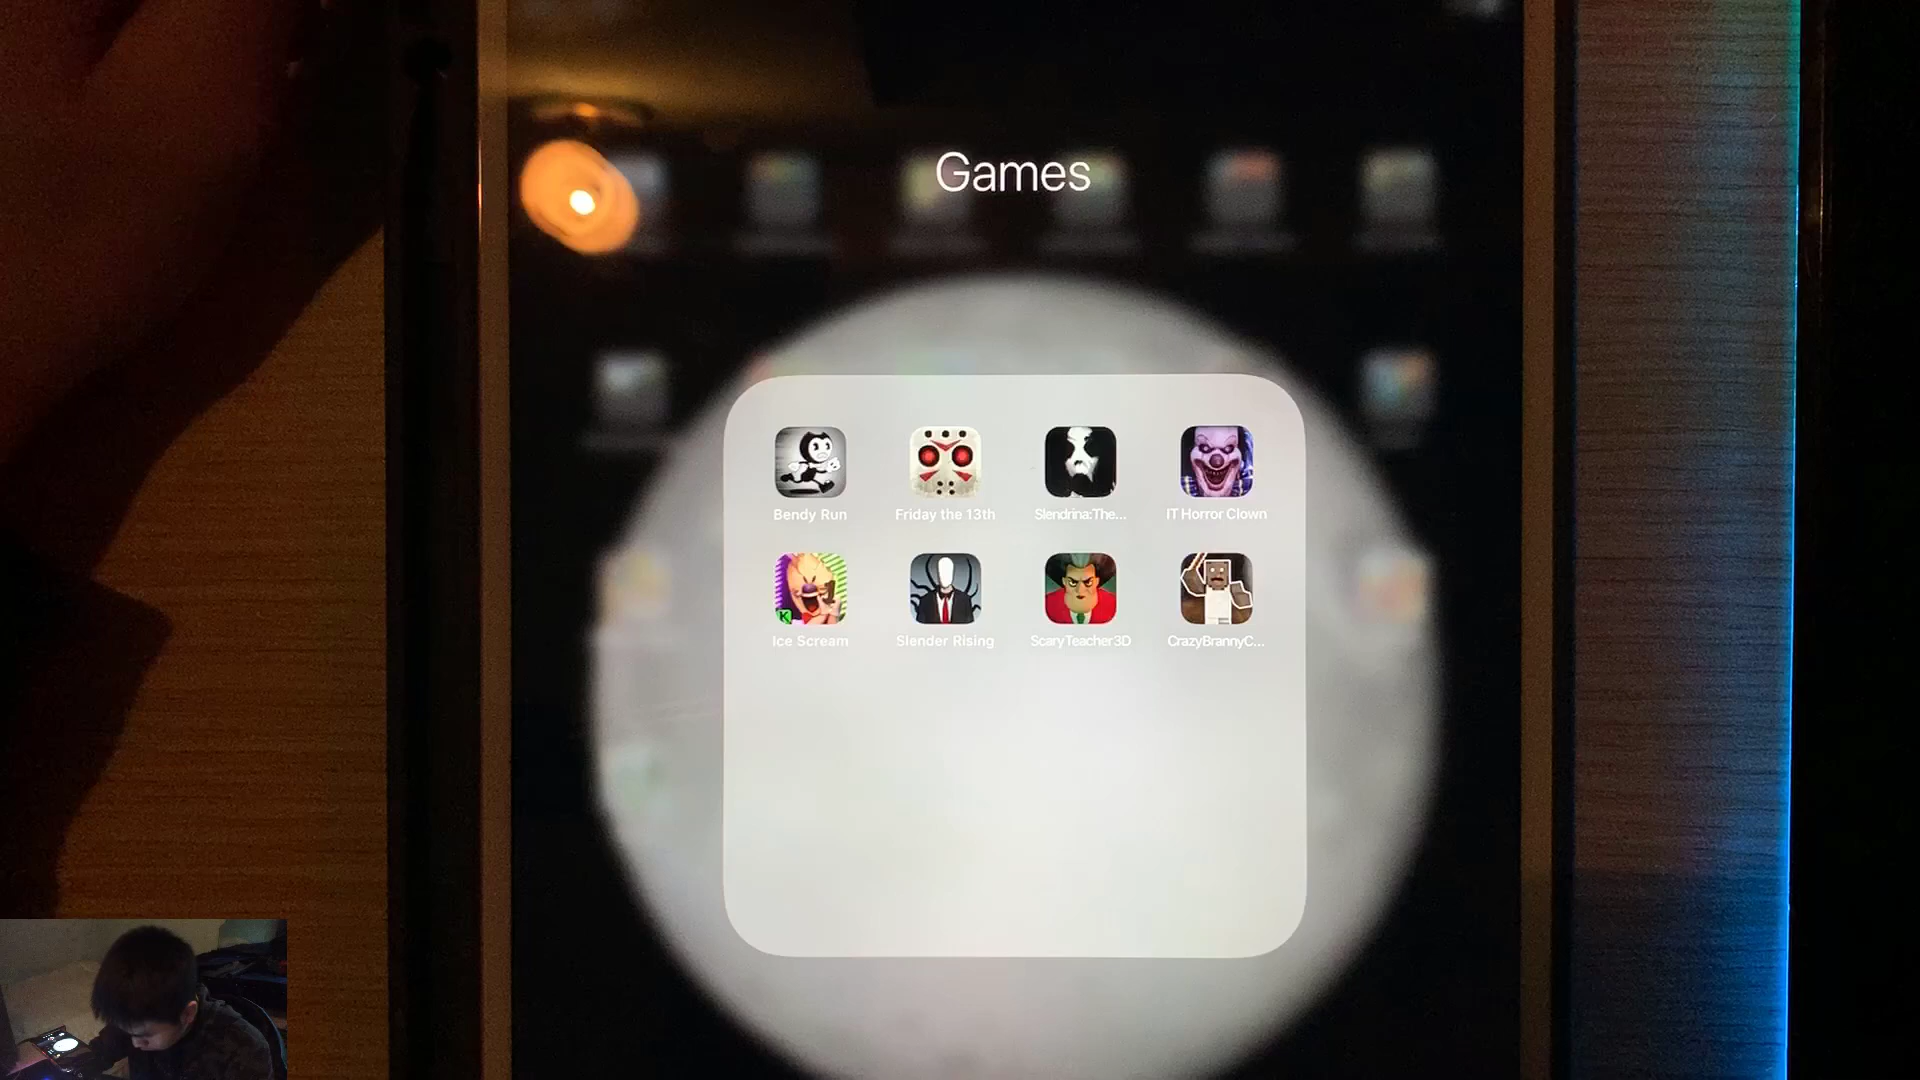 Games
Bendy Run
Friday the 13th
Slendrina:The...
IT Horror Clown
Ice Scream
Slender Rising
ScaryTeacher3D
CrazyBrannyC...